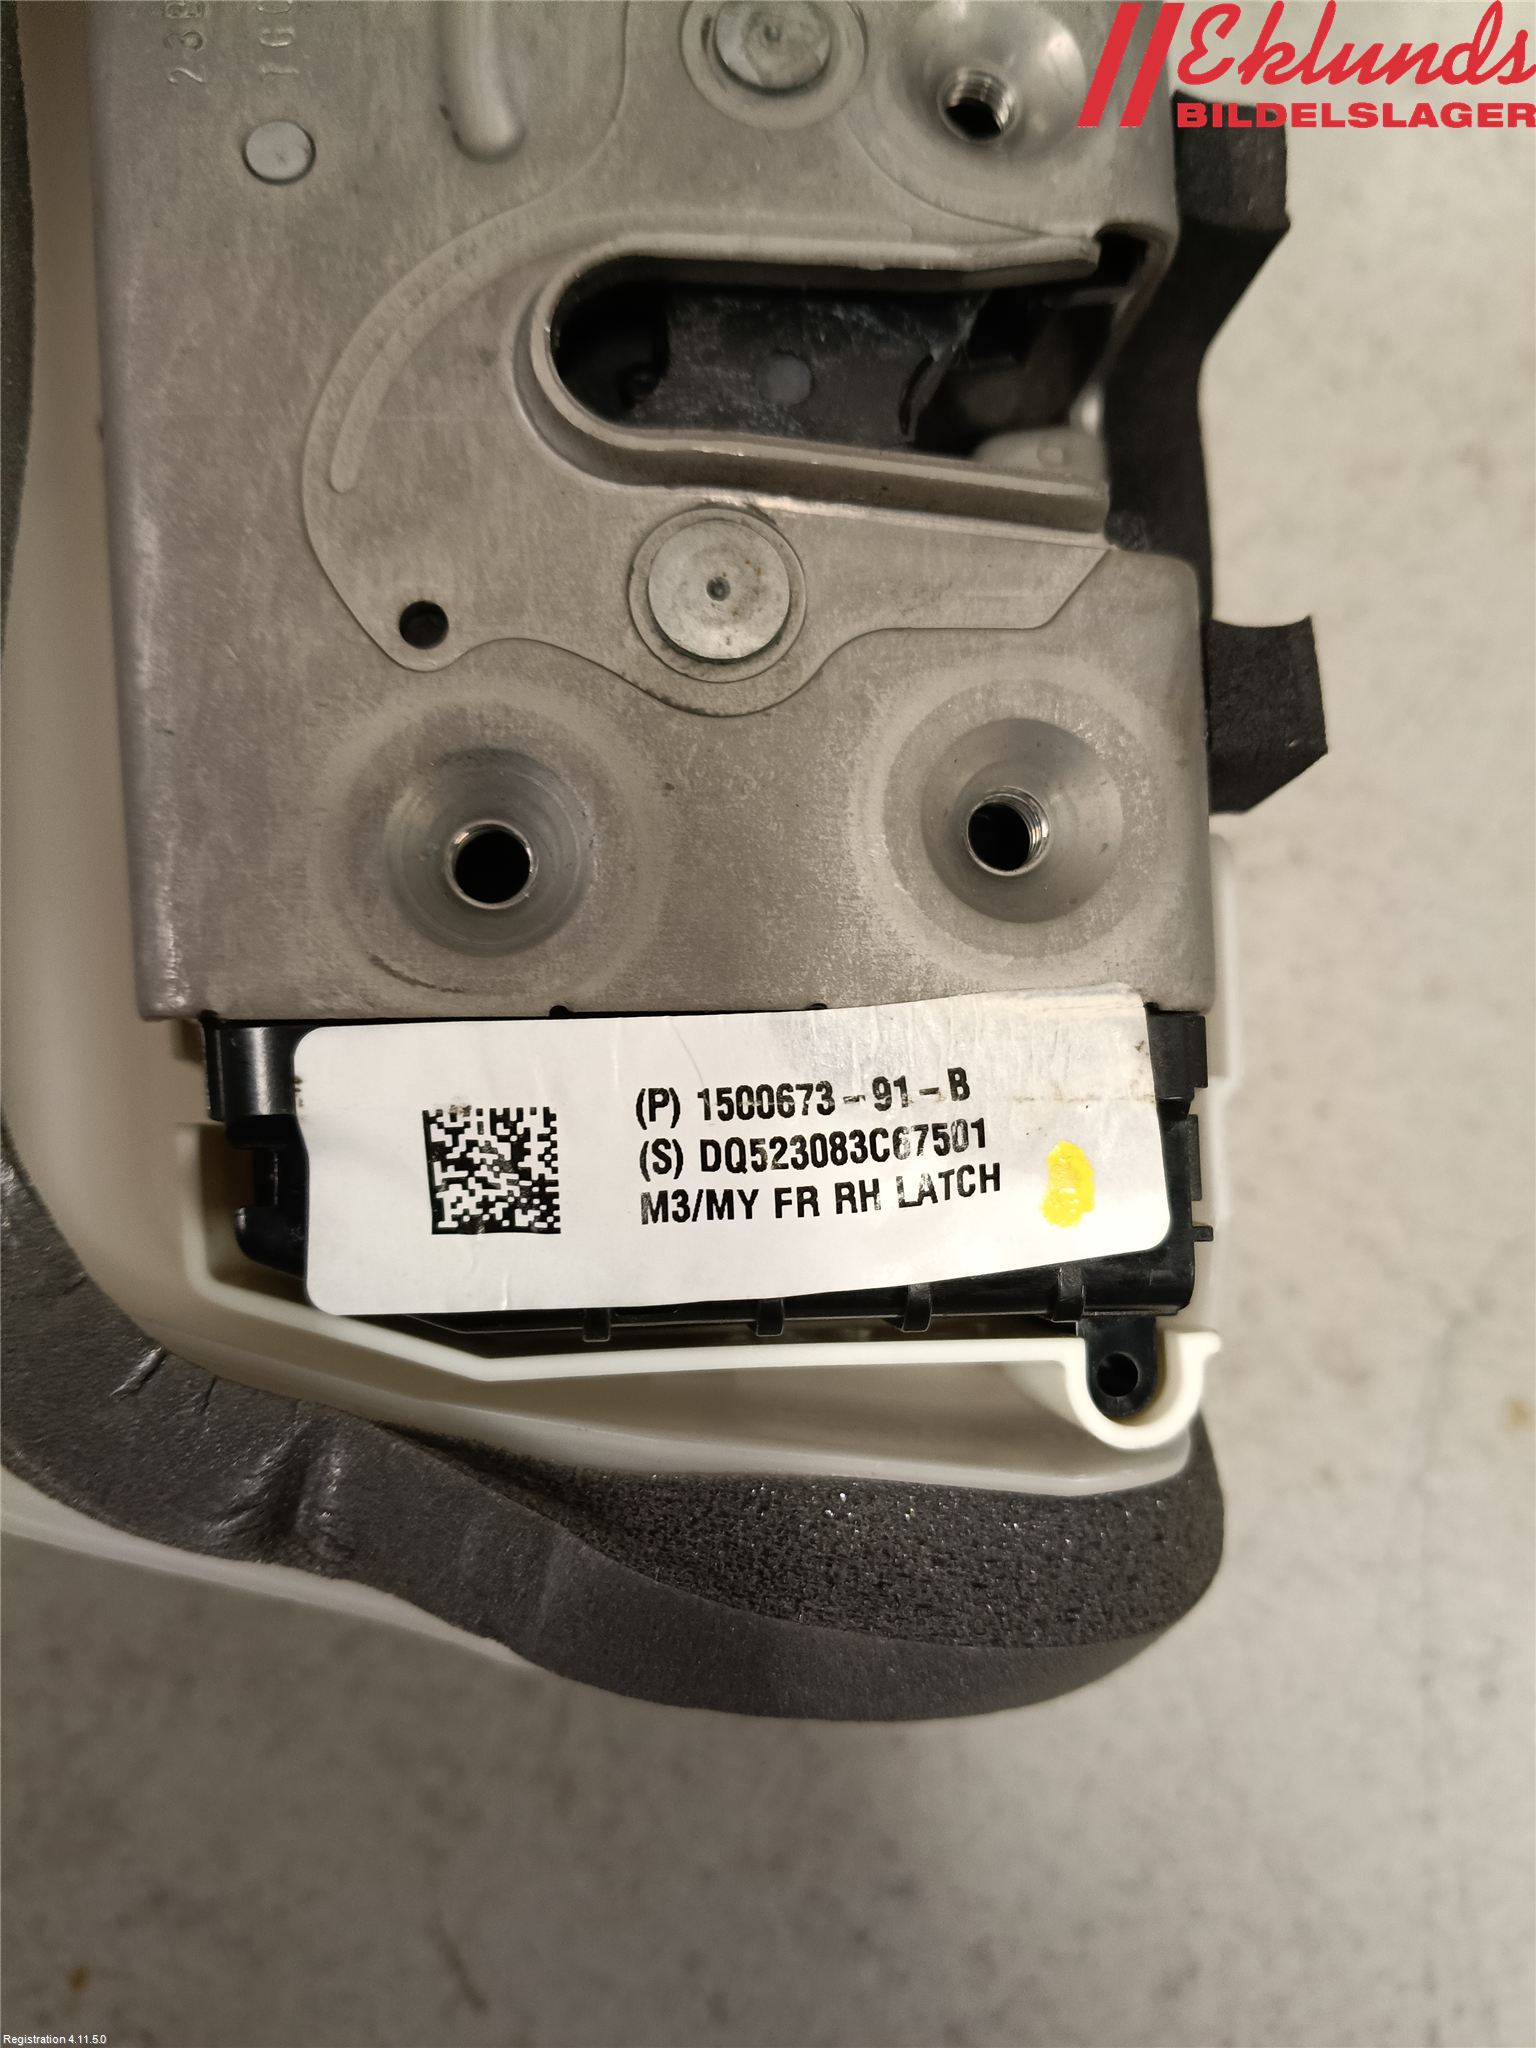 Eklunds
BILDELSLAGER
(P) 1500673-91-B
(S) DQ523083C67501
M3/MY FR RH LATCH
Registration 4.11.5.0